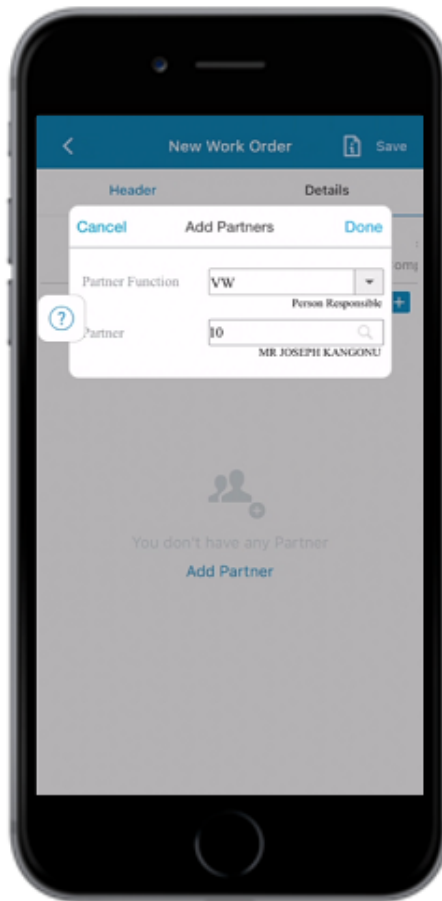 New Work Order Save
Header Details
Cancel Add Partners Done
Partner Function VW
Person Responsible
+
?
Partner 10
MR JOSEPH KANGONU
You don't have any Partner
Add Partner